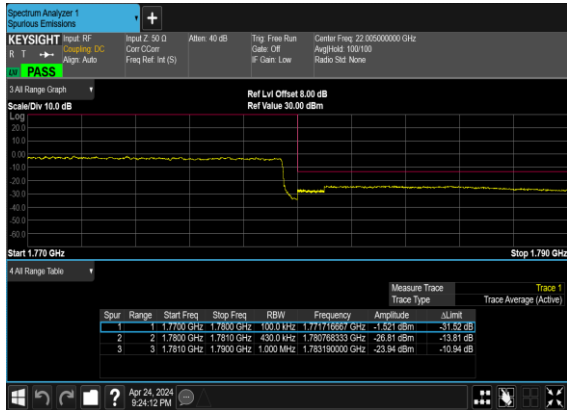 Spectrum Analyzer 1
Spurious Emissions
KEYSIGHT Input: RF Input Z: 50 Ω Atten: 40 dB Trig: Free Run Center Freq: 22.005000000 GHz
R T Coupling: DC Corr CCorr Gate: Off Avg|Hold: 100/100
Align: Auto Freq Ref: Int (S) IF Gain: Low Radio Std: None
PASS
3 All Range Graph Ref Lvl Offset 8.00 dB
Scale/Div 10.0 dB Ref Value 30.00 dBm
Log
20.0
10.0
0.00
-10.0
-20.0
-30.0
-40.0
-50.0
-60.0
Start 1.770 GHz Stop 1.790 GHz
4 All Range Table
Measure Trace Trace 1
Trace Type Trace Average (Active)
Spur Range Start Freq Stop Freq RBW Frequency Amplitude ΔLimit
1 1 1.7700 GHz 1.7800 GHz 100.0 kHz 1.771716667 GHz -1.521 dBm -31.52 dB
2 2 1.7800 GHz 1.7810 GHz 430.0 kHz 1.780768333 GHz -26.81 dBm -13.81 dB
3 3 1.7810 GHz 1.7900 GHz 1.000 MHz 1.783190000 GHz -23.94 dBm -10.94 dB
Apr 24, 2024
9:24:12 PM